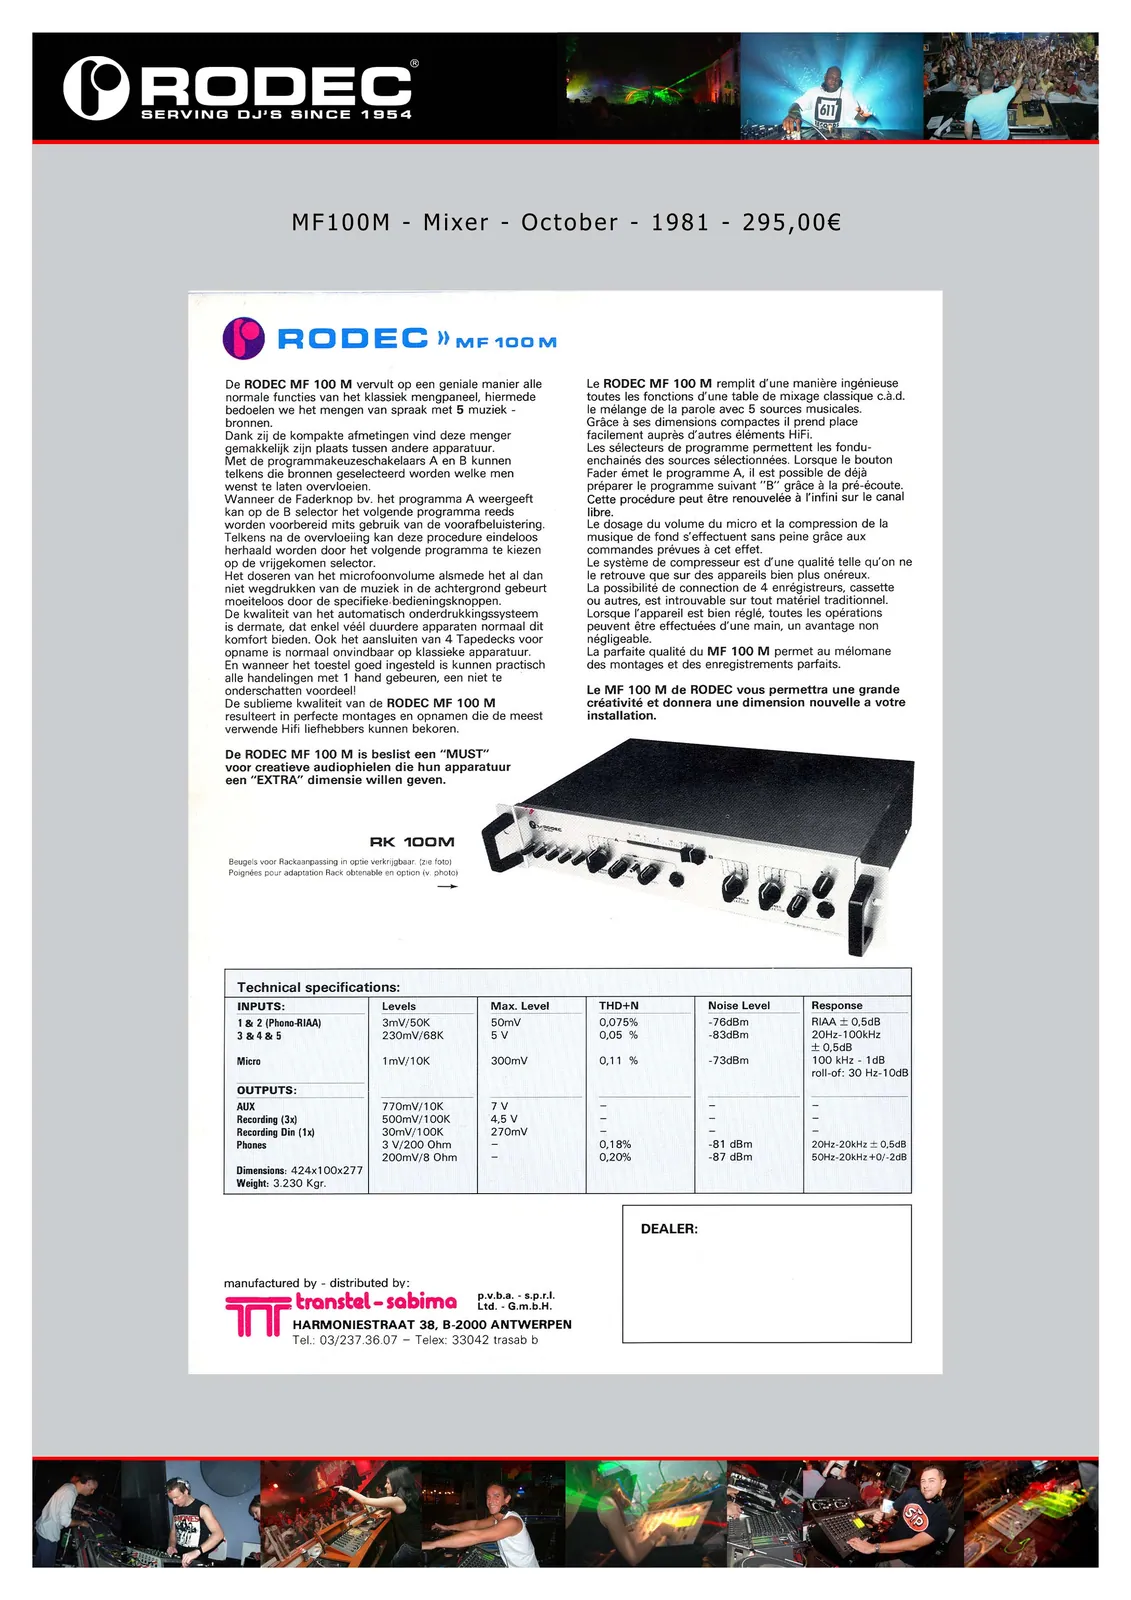 RODEC®
SERVING DJ'S SINCE 1954
611
MF100M - Mixer - October - 1981 - 295,00€
RODEC » MF 100 M
De RODEC MF 100 M vervult op een geniale manier alle
normale functies van het klassiek mengpaneel, hiermede
bedoelen we het mengen van spraak met 5 muziek -
bronnen.
Dank zij de kompakte afmetingen vind deze menger
gemakkelijk zijn plaats tussen andere apparatuur.
Met de programmakeuzeschakelaars A en B kunnen
telkens die bronnen geselecteerd worden welke men
wenst te laten overvloeien.
Wanneer de Faderknop bv. het programma A weergeeft
kan op de B selector het volgende programma reeds
worden voorbereid mits gebruik van de voorafbeluistering.
Telkens na de overvloeiing kan deze procedure eindeloos
herhaald worden door het volgende programma te kiezen
op de vrijgekomen selector.
Het doseren van het microfoonvolume alsmede het al dan
niet wegdrukken van de muziek in de achtergrond gebeurt
moeiteloos door de specifieke bedieningsknoppen.
De kwaliteit van het automatisch onderdrukkingssysteem
is dermate, dat enkel véél duurdere apparaten normaal dit
komfort bieden. Ook het aansluiten van 4 Tapedecks voor
opname is normaal onvindbaar op klassieke apparatuur.
En wanneer het toestel goed ingesteld is kunnen practisch
alle handelingen met 1 hand gebeuren, een niet te
onderschatten voordeel!
De sublieme kwaliteit van de RODEC MF 100 M
resulteert in perfecte montages en opnamen die de meest
verwende Hifi liefhebbers kunnen bekoren.
De RODEC MF 100 M is beslist een "MUST"
voor creatieve audiophielen die hun apparatuur
een "EXTRA" dimensie willen geven.
Le RODEC MF 100 M remplit d'une manière ingénieuse
toutes les fonctions d'une table de mixage classique c.à.d.
le mélange de la parole avec 5 sources musicales.
Grâce à ses dimensions compactes il prend place
facilement auprès d'autres éléments HiFi.
Les sélecteurs de programme permettent les fondu-
enchainés des sources sélectionnées. Lorsque le bouton
Fader émet le programme A, il est possible de déjà
préparer le programme suivant "B" grâce à la pré-écoute.
Cette procédure peut être renouvelée à l'infini sur le canal
libre.
Le dosage du volume du micro et la compression de la
musique de fond s'effectuent sans peine grâce aux
commandes prévues à cet effet.
Le système de compresseur est d'une qualité telle qu'on ne
le retrouve que sur des appareils bien plus onéreux.
La possibilité de connection de 4 enrégistreurs, cassette
ou autres, est introuvable sur tout matériel traditionnel.
Lorsque l'appareil est bien réglé, toutes les opérations
peuvent être effectuées d'une main, un avantage non
négligeable.
La parfaite qualité du MF 100 M permet au mélomane
des montages et des enregistrements parfaits.
Le MF 100 M de RODEC vous permettra une grande
créativité et donnera une dimension nouvelle a votre
installation.
RODEC
RK 100M
Beugels voor Rackaanpassing in optie verkrijgbaar. (zie foto)
Poignées pour adaptation Rack obtenable en option (v. photo)
Technical specifications:
INPUTS: Levels Max. Level THD+N Noise Level Response
1 & 2 (Phono-RIAA) 3mV/50K 50mV 0,075% -76dBm RIAA ± 0,5dB
3 & 4 & 5 230mV/68K 5 V 0,05 % -83dBm 20Hz-100kHz
± 0,5dB
Micro 1mV/10K 300mV 0,11 % -73dBm 100 kHz - 1dB
roll-of: 30 Hz-10dB
OUTPUTS:
AUX 770mV/10K 7 V – – –
Recording (3x) 500mV/100K 4,5 V – – –
Recording Din (1x) 30mV/100K 270mV – – –
Phones 3 V/200 Ohm – 0,18% -81 dBm 20Hz-20kHz ± 0,5dB
200mV/8 Ohm – 0,20% -87 dBm 50Hz-20kHz+0/-2dB
Dimensions: 424x100x277
Weight: 3.230 Kgr.
DEALER:
manufactured by - distributed by:
transtel-sabima p.v.b.a. - s.p.r.l.
Ltd. - G.m.b.H.
HARMONIESTRAAT 38, B-2000 ANTWERPEN
Tel.: 03/237.36.07 – Telex: 33042 trasab b